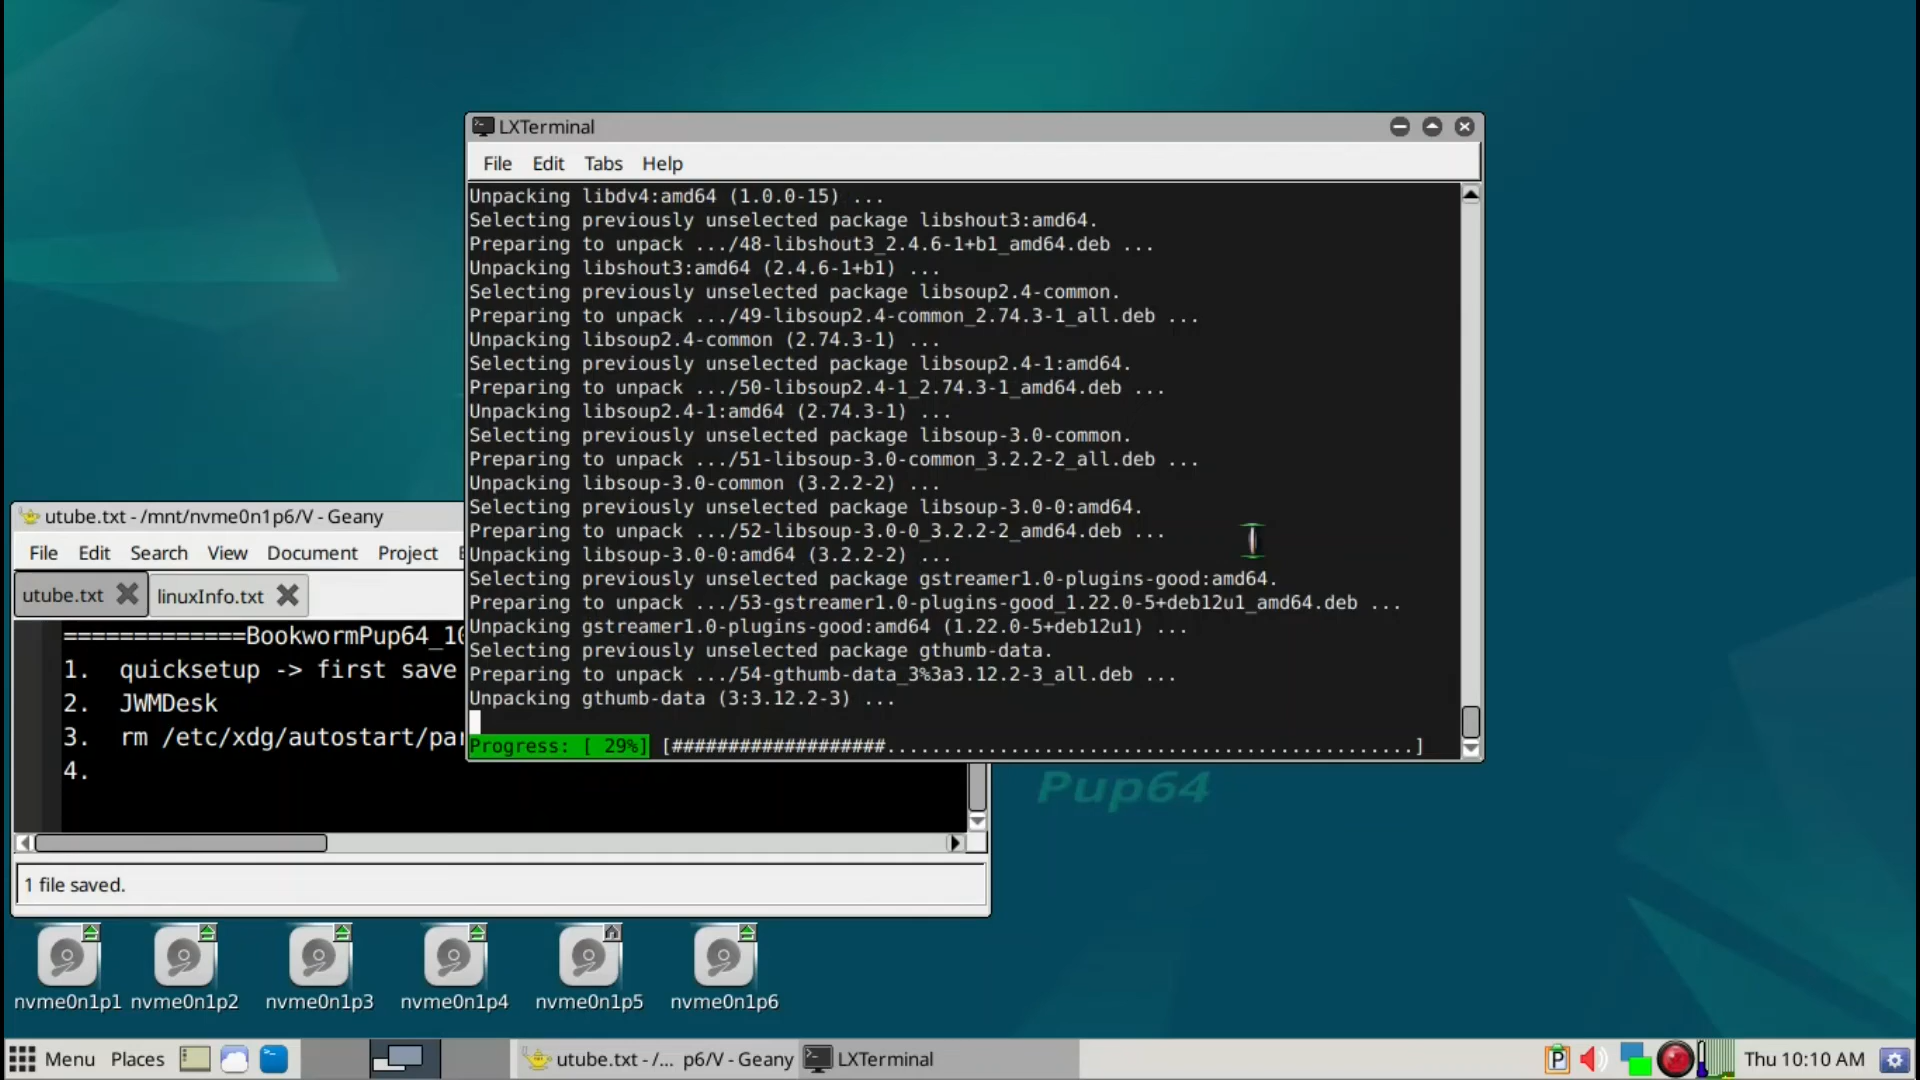 LXTerminal
File Edit Tabs Help
Unpacking libdv4:amd64 (1.0.0-15) ...
Selecting previously unselected package libshout3:amd64.
Preparing to unpack .../48-libshout3_2.4.6-1+b1_amd64.deb ...
Unpacking libshout3:amd64 (2.4.6-1+b1) ...
Selecting previously unselected package libsoup2.4-common.
Preparing to unpack .../49-libsoup2.4-common_2.74.3-1_all.deb ...
Unpacking libsoup2.4-common (2.74.3-1) ...
Selecting previously unselected package libsoup2.4-1:amd64.
Preparing to unpack .../50-libsoup2.4-1_2.74.3-1_amd64.deb ...
Unpacking libsoup2.4-1:amd64 (2.74.3-1) ...
Selecting previously unselected package libsoup-3.0-common.
Preparing to unpack .../51-libsoup-3.0-common_3.2.2-2_all.deb ...
Unpacking libsoup-3.0-common (3.2.2-2) ...
Selecting previously unselected package libsoup-3.0-0:amd64.
Preparing to unpack .../52-libsoup-3.0-0_3.2.2-2_amd64.deb ...
Unpacking libsoup-3.0-0:amd64 (3.2.2-2) ...
Selecting previously unselected package gstreamer1.0-plugins-good:amd64.
Preparing to unpack .../53-gstreamer1.0-plugins-good_1.22.0-5+deb12u1_amd64.deb ...
Unpacking gstreamer1.0-plugins-good:amd64 (1.22.0-5+deb12u1) ...
Selecting previously unselected package gthumb-data.
Preparing to unpack .../54-gthumb-data_3%3a3.12.2-3_all.deb ...
Unpacking gthumb-data (3:3.12.2-3) ...
Progress: [ 29%] [###################...............................................]
utube.txt - /mnt/nvme0n1p6/V - Geany
File Edit Search View Document Project
utube.txt linuxInfo.txt
=============BookwormPup64_10
1. quicksetup -> first save
2. JWMDesk
3. rm /etc/xdg/autostart/par
4.
1 file saved.
Pup64
nvme0n1p1 nvme0n1p2 nvme0n1p3 nvme0n1p4 nvme0n1p5 nvme0n1p6
Menu Places utube.txt - /... p6/V - Geany LXTerminal P Thu 10:10 AM